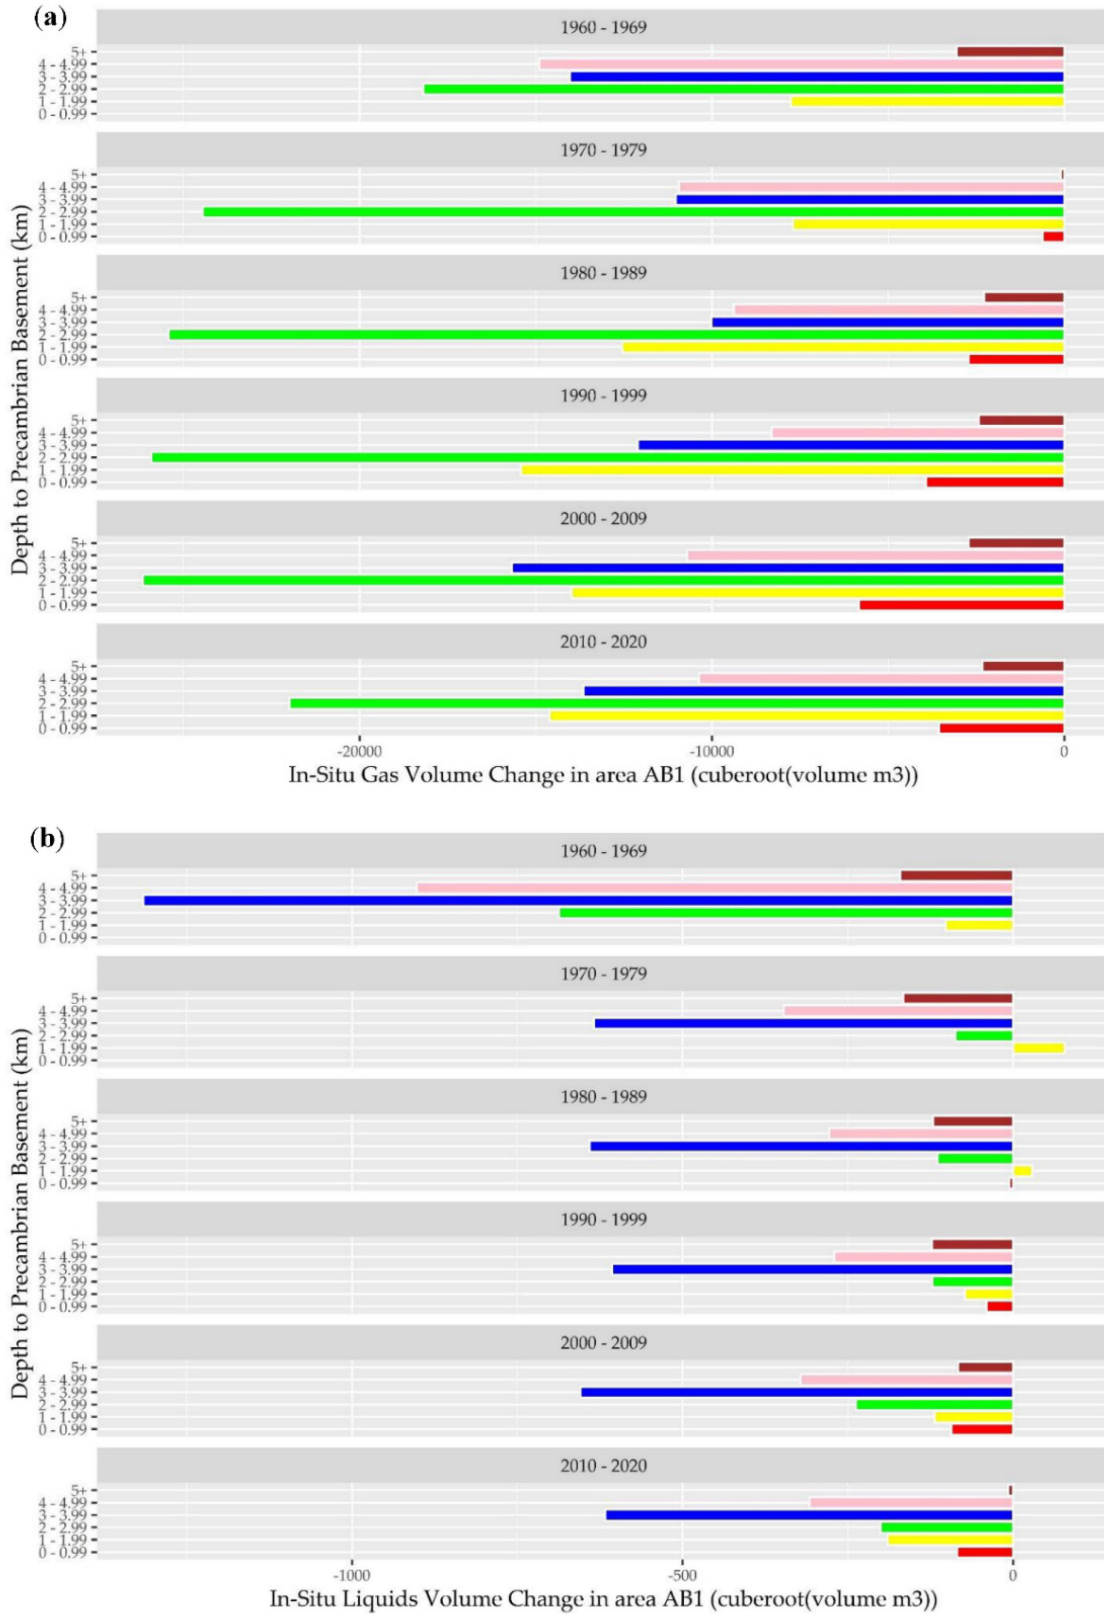 (a)
1960 - 1969
5+
4 - 4.99
3 - 3.99
2 - 2.99
1 - 1.99
0 - 0.99
1970 - 1979
5+
4 - 4.99
3 - 3.99
2 - 2.99
1 - 1.99
0 - 0.99
1980 - 1989
5+
4 - 4.99
3 - 3.99
2 - 2.99
1 - 1.99
0 - 0.99
1990 - 1999
5+
4 - 4.99
3 - 3.99
2 - 2.99
1 - 1.99
0 - 0.99
2000 - 2009
5+
4 - 4.99
3 - 3.99
2 - 2.99
1 - 1.99
0 - 0.99
2010 - 2020
5+
4 - 4.99
3 - 3.99
2 - 2.99
1 - 1.99
0 - 0.99
Depth to Precambrian Basement (km)
-20000 -10000 0
In-Situ Gas Volume Change in area AB1 (cuberoot(volume m3))
(b)
1960 - 1969
5+
4 - 4.99
3 - 3.99
2 - 2.99
1 - 1.99
0 - 0.99
1970 - 1979
5+
4 - 4.99
3 - 3.99
2 - 2.99
1 - 1.99
0 - 0.99
1980 - 1989
5+
4 - 4.99
3 - 3.99
2 - 2.99
1 - 1.99
0 - 0.99
1990 - 1999
5+
4 - 4.99
3 - 3.99
2 - 2.99
1 - 1.99
0 - 0.99
2000 - 2009
5+
4 - 4.99
3 - 3.99
2 - 2.99
1 - 1.99
0 - 0.99
2010 - 2020
5+
4 - 4.99
3 - 3.99
2 - 2.99
1 - 1.99
0 - 0.99
Depth to Precambrian Basement (km)
-1000 -500 0
In-Situ Liquids Volume Change in area AB1 (cuberoot(volume m3))